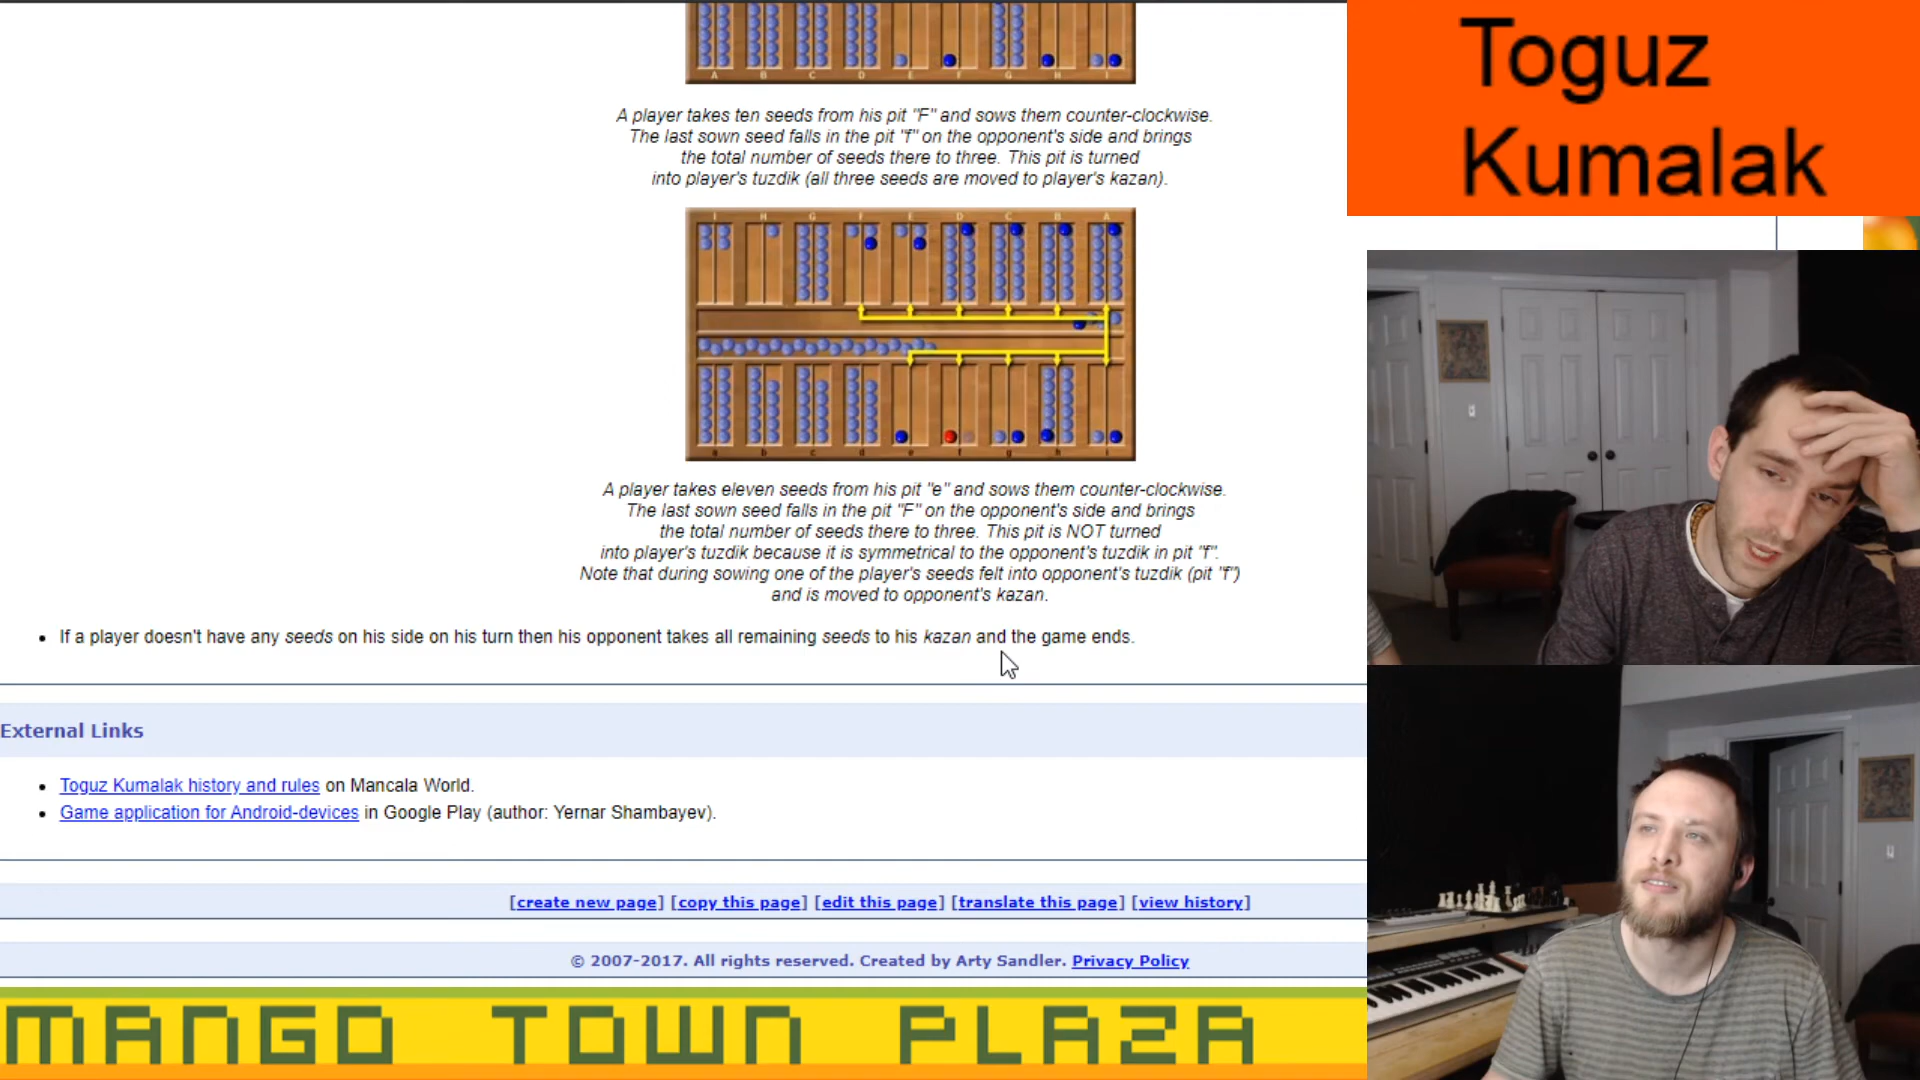 A B C D E F G H I
A player takes ten seeds from his pit "F" and sows them counter-clockwise.
The last sown seed falls in the pit "f" on the opponent's side and brings
the total number of seeds there to three. This pit is turned
into player's tuzdik (all three seeds are moved to player's kazan).
I H G F E D C B A
a b c d e f g h i
A player takes eleven seeds from his pit "e" and sows them counter-clockwise.
The last sown seed falls in the pit "F" on the opponent's side and brings
the total number of seeds there to three. This pit is NOT turned
into player's tuzdik because it is symmetrical to the opponent's tuzdik in pit "f".
Note that during sowing one of the player's seeds felt into opponent's tuzdik (pit "f")
and is moved to opponent's kazan.
• If a player doesn't have any seeds on his side on his turn then his opponent takes all remaining seeds to his kazan and the game ends.
External Links
• Toguz Kumalak history and rules on Mancala World.
• Game application for Android-devices in Google Play (author: Yernar Shambayev).
[create new page] [copy this page] [edit this page] [translate this page] [view history]
© 2007-2017. All rights reserved. Created by Arty Sandler. Privacy Policy
MANGO TOWN PLAZA
Toguz
Kumalak